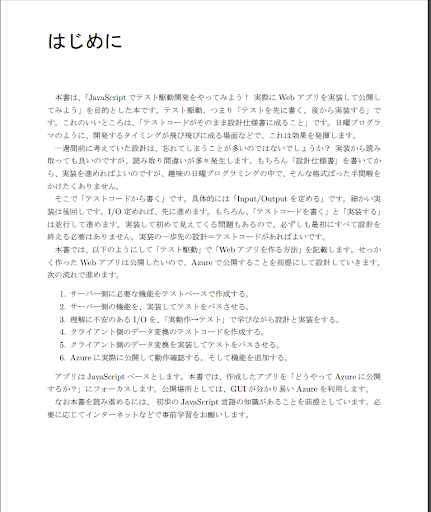 はじめに
本書は、「JavaScript でテスト駆動開発をやってみよう！ 実際に Web アプリを実装して公開し
てみよう」を目的とした本です。テスト駆動、つまり「テストを先に書く。後から実装する」で
す。これのいいところは、「テストコードがそのまま設計仕様書に成ること」です。日曜プログラ
マのように、開発するタイミングが飛び飛びに成る場面などで、これは効果を発揮します。
一週間前に考えていた設計は、忘れてしまうことが多いのではないでしょうか？ 実装から読み
取っても良いのですが、読み取り間違いが多々発生します。もちろん「設計仕様書」を書いてか
ら、実装を進めればよいのですが、趣味の日曜プログラミングの中で、そんな格式ばった手間暇を
かけたくありません。
そこで「テストコードから書く」です。具体的には「Input/Output を定める」です。細かい実
装は後回しです。I/O 定めれば、先に進めます。もちろん、「テストコードを書く」と「実装する」
は並行して進めます。実装して初めて見えてくる問題もあるので、必ずしも最初にすべて設計を
終える必要はありません。実装の一歩先の設計＝テストコードがあればよいです。
本書では、以下のようにして「テスト駆動」で「Web アプリを作る方法」を記載します。せっか
く作った Web アプリは公開したいので、Azure で公開することを前提にして設計していきます。
次の流れで進めます。
1. サーバー側に必要な機能をテストベースで作成する。
2. サーバー側の機能を、実装してテストをパスさせる。
3. 理解に不安のある I/O を、「実動作→テスト」で学びながら設計と実装をする。
4. クライアント側のデータ変換のテストコードを作成する。
5. クライアント側のデータ変換を実装してテストをパスさせる。
6. Azure に実際に公開して動作確認する。そして機能を追加する。
アプリは JavaScript ベースとします。本書では、作成したアプリを「どうやって Azure に公開
するか？」にフォーカスします。公開場所としては、GUI が分かり易い Azure を利用します。
なお本書を読み進めるには、 初歩の JavaScript 言語の知識があることを前提としています。必
要に応じてインターネットなどで事前学習をお願いします。